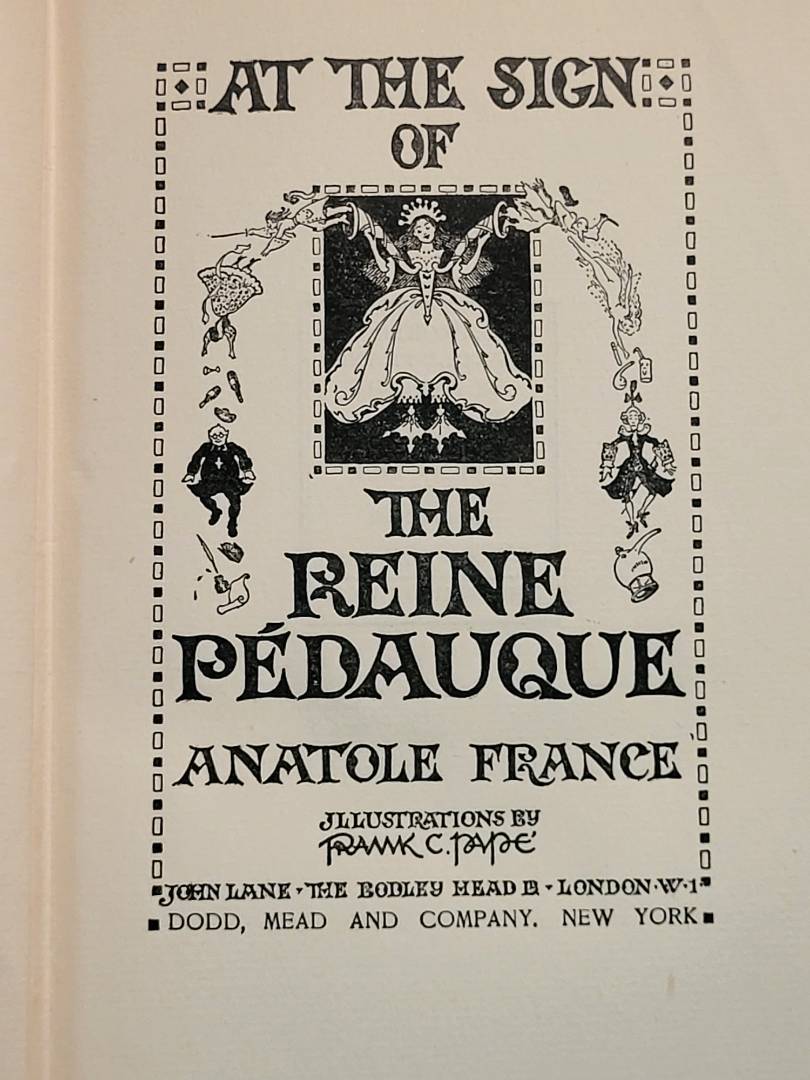 AT THE SIGN
OF
THE
REINE
PÉDAUQUE
ANATOLE FRANCE
ILLUSTRATIONS BY
FRANK C. PAPÉ
JOHN LANE · THE BODLEY HEAD LD · LONDON · W · 1
DODD, MEAD AND COMPANY. NEW YORK